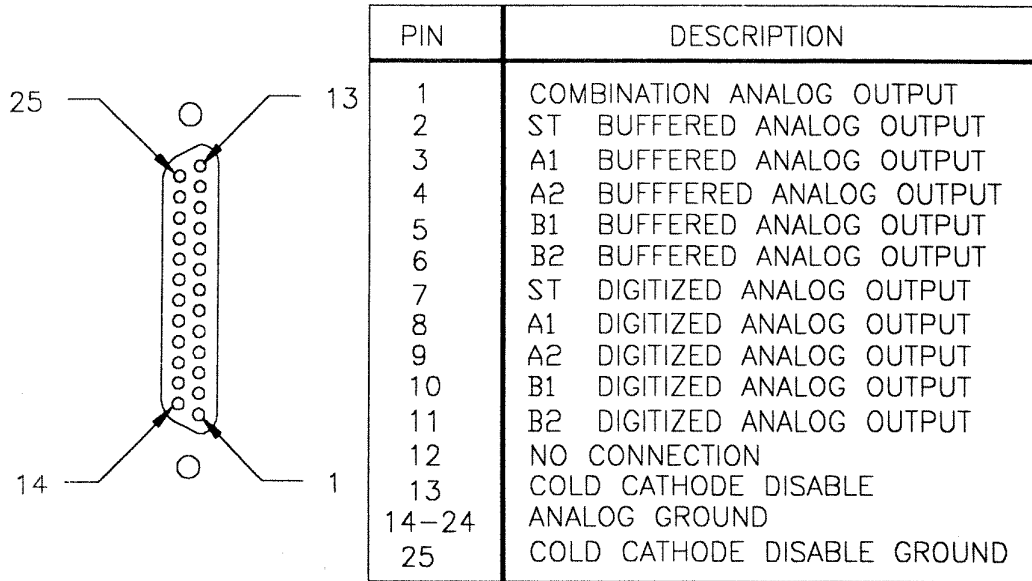 25
13
14
1
PIN DESCRIPTION
1 COMBINATION ANALOG OUTPUT
2 ST BUFFERED ANALOG OUTPUT
3 A1 BUFFERED ANALOG OUTPUT
4 A2 BUFFFERED ANALOG OUTPUT
5 B1 BUFFERED ANALOG OUTPUT
6 B2 BUFFERED ANALOG OUTPUT
7 ST DIGITIZED ANALOG OUTPUT
8 A1 DIGITIZED ANALOG OUTPUT
9 A2 DIGITIZED ANALOG OUTPUT
10 B1 DIGITIZED ANALOG OUTPUT
11 B2 DIGITIZED ANALOG OUTPUT
12 NO CONNECTION
13 COLD CATHODE DISABLE
14-24 ANALOG GROUND
25 COLD CATHODE DISABLE GROUND